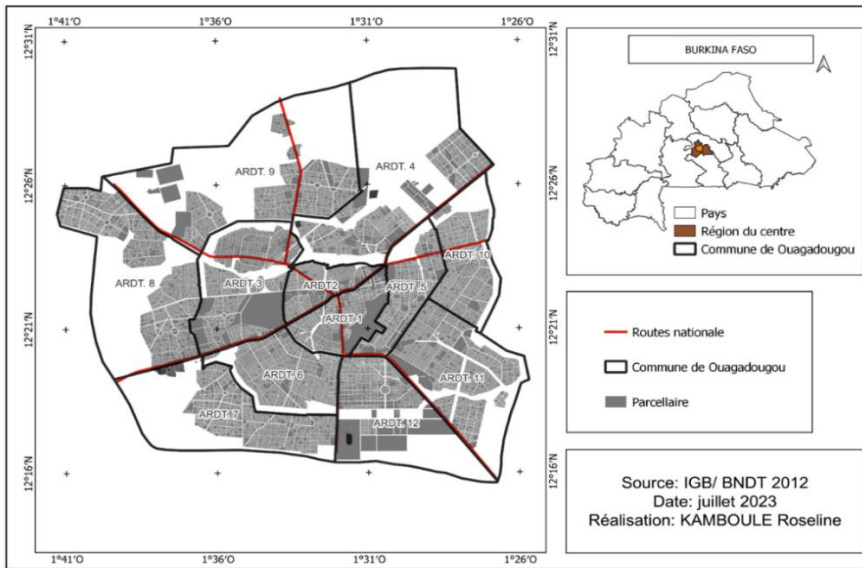 1°41'O 1°36'O 1°31'O 1°26'O
12°31'N
12°31'N
12°26'N
12°26'N
12°21'N
12°21'N
12°16'N
12°16'N
ARDT. 9
ARDT. 4
ARDT. 10
ARDT. 8
ARDT 3
ARDT2
ARDT. 5
ARDT-1
ARDT. 6
ARDT. 11
ARDT. 7
ARDT. 12
1°41'O 1°36'O 1°31'O 1°26'O
BURKINA FASO
Pays
Région du centre
Commune de Ouagadougou
Routes nationale
Commune de Ouagadougou
Parcellaire
Source: IGB/ BNDT 2012
Date: juillet 2023
Réalisation: KAMBOULE Roseline